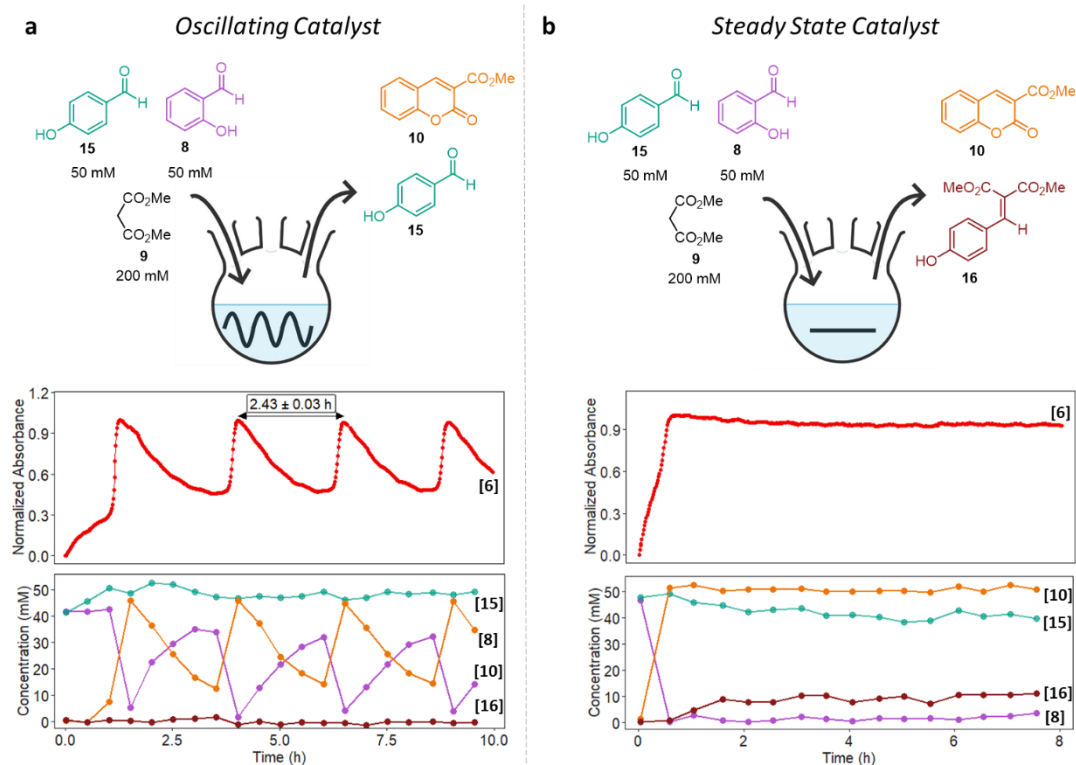 a
Oscillating Catalyst
O
H
HO
15
50 mM
O
H
OH
8
50 mM
CO₂Me
O
O
10
CO₂Me
CO₂Me
9
200 mM
O
H
HO
15
1.2
0.9
0.6
0.3
0.0
Normalized Absorbance
2.43 ± 0.03 h
[6]
50
40
30
20
10
0
Concentration (mM)
[15]
[8]
[10]
[16]
0.0
2.5
5.0
7.5
10.0
Time (h)
b
Steady State Catalyst
O
H
HO
15
50 mM
O
H
OH
8
50 mM
CO₂Me
O
O
10
CO₂Me
CO₂Me
9
200 mM
MeO₂C
CO₂Me
H
HO
16
0.9
0.6
0.3
0.0
Normalized Absorbance
[6]
50
40
30
20
10
0
Concentration (mM)
[10]
[15]
[16]
[8]
0
2
4
6
8
Time (h)